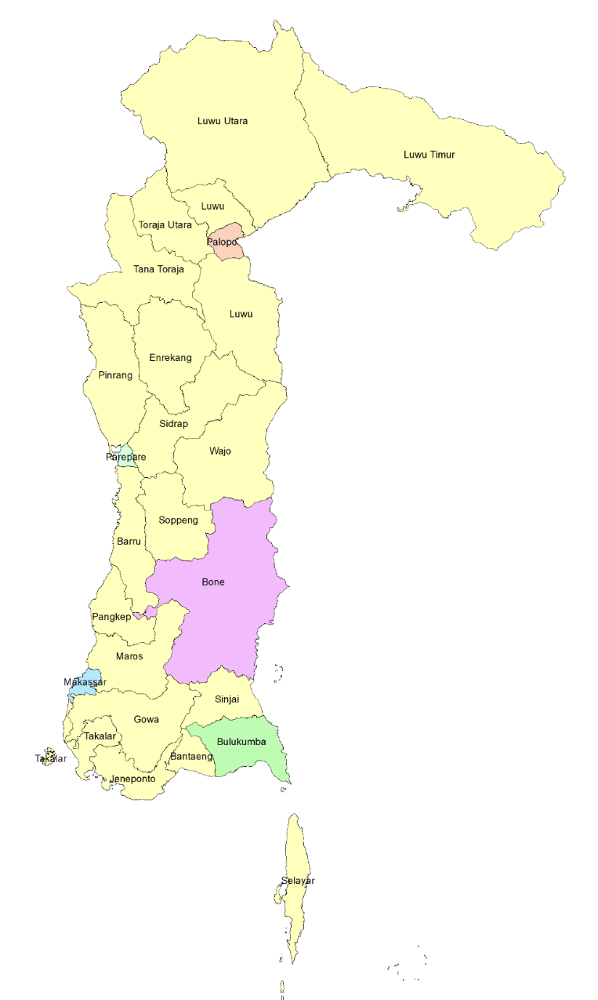 Luwu Utara
Luwu Timur
Luwu
Toraja Utara
Palopo
Tana Toraja
Luwu
Enrekang
Pinrang
Sidrap
Wajo
Parepare
Soppeng
Barru
Bone
Pangkep
Maros
Makassar
Sinjai
Gowa
Takalar
Bulukumba
Bantaeng
Takalar
Jeneponto
Selayar